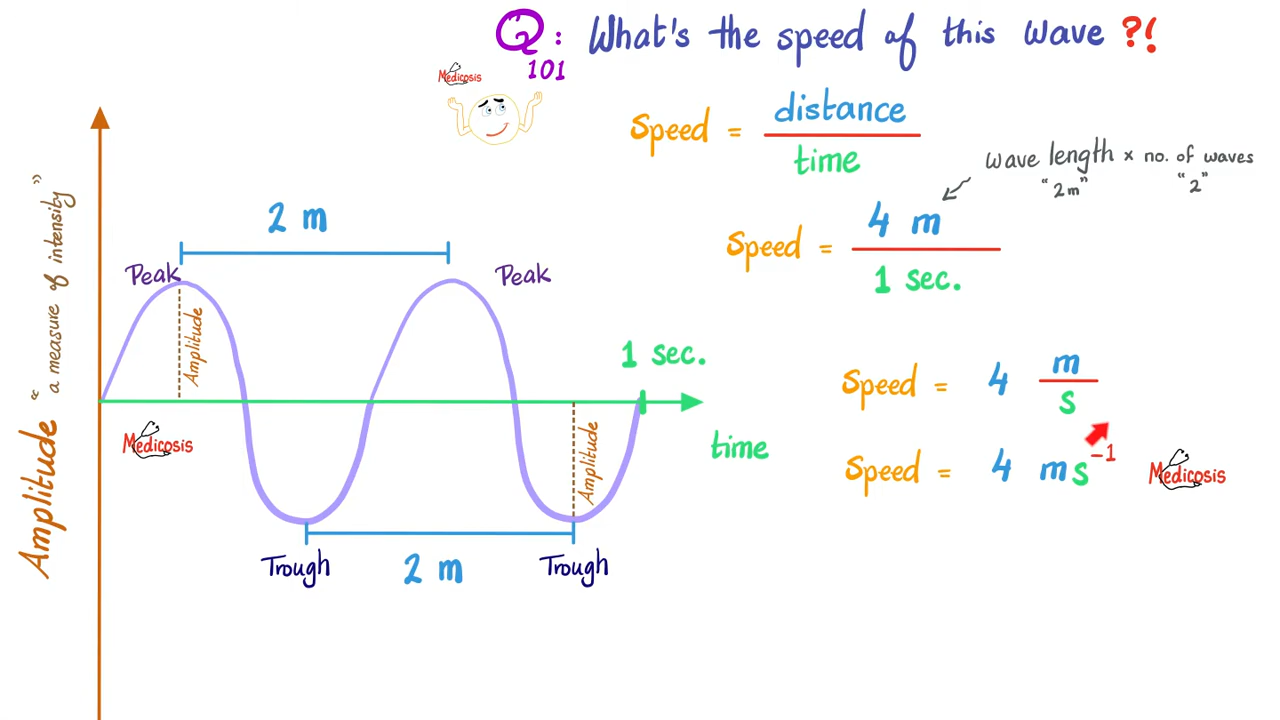 Q: What's the speed of this wave ?!
101
Medicosis
Speed = distance
time
wave length × no. of waves
"2m" "2"
Speed = 4 m
1 sec.
Speed = 4 m
s
Speed = 4 ms⁻¹
Medicosis
Amplitude "a measure of intensity"
2 m
Peak
Peak
Amplitude
1 sec.
time
Medicosis
Amplitude
Trough
2 m
Trough